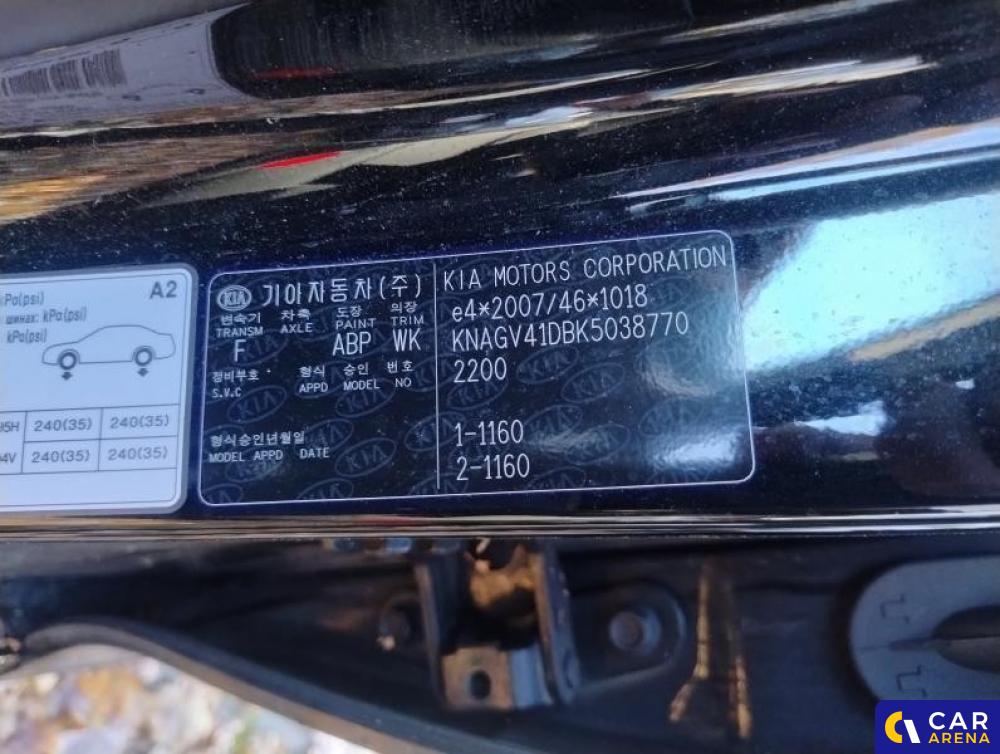 kPa(psi)
шинах: kPa(psi)
kPa(psi)
A2
95H 240(35) 240(35)
94V 240(35) 240(35)
KIA 기아자동차(주)
변속기 차축 도장 의장
TRANSM AXLE PAINT TRIM
F ABP WK
정비부호 형식 승인 번호
S.V.C APPD MODEL NO
형식승인년월일
MODEL APPD DATE
KIA MOTORS CORPORATION
e4*2007/46*1018
KNAGV41DBK5038770
2200
1-1160
2-1160
CAR
ARENA